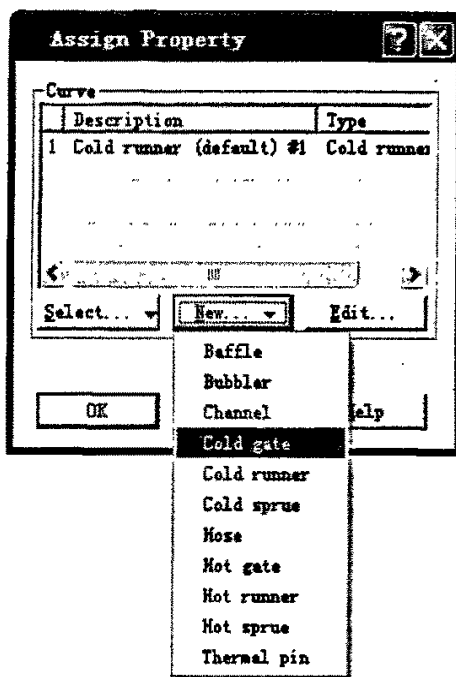 Assign Property
Curve
Description Type
1 Cold runner (default) #1 Cold runner
Select... New... Edit...
OK elp
Baffle
Bubbler
Channel
Cold gate
Cold runner
Cold sprue
Hose
Hot gate
Hot runner
Hot sprue
Thermal pin